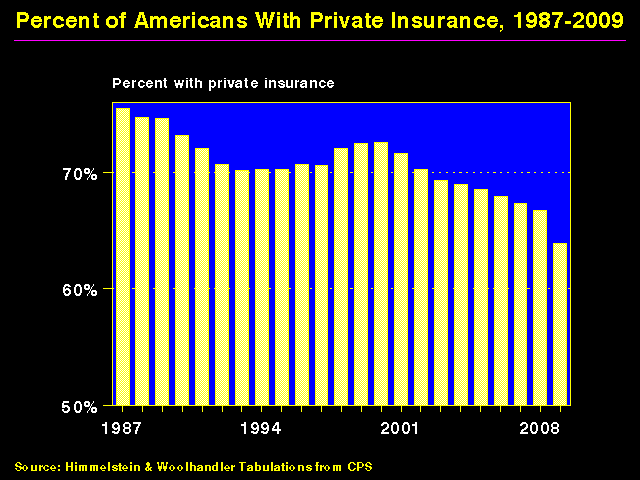 Percent of Americans With Private Insurance, 1987-2009
Percent with private insurance
70%
60%
50%
1987 1994 2001 2008
Source: Himmelstein & Woolhandler Tabulations from CPS